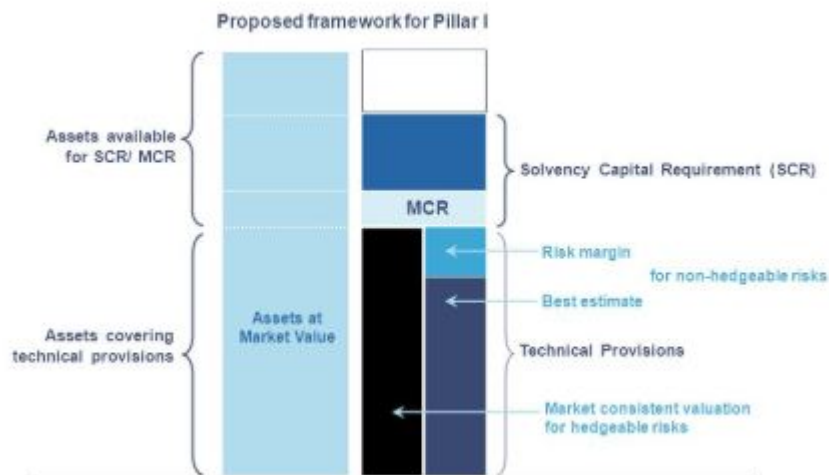 Proposed framework for Pillar I
Assets available
for SCR/ MCR
Solvency Capital Requirement (SCR)
MCR
Risk margin
for non-hedgeable risks
Best estimate
Assets at
Market Value
Assets covering
technical provisions
Technical Provisions
Market consistent valuation
for hedgeable risks